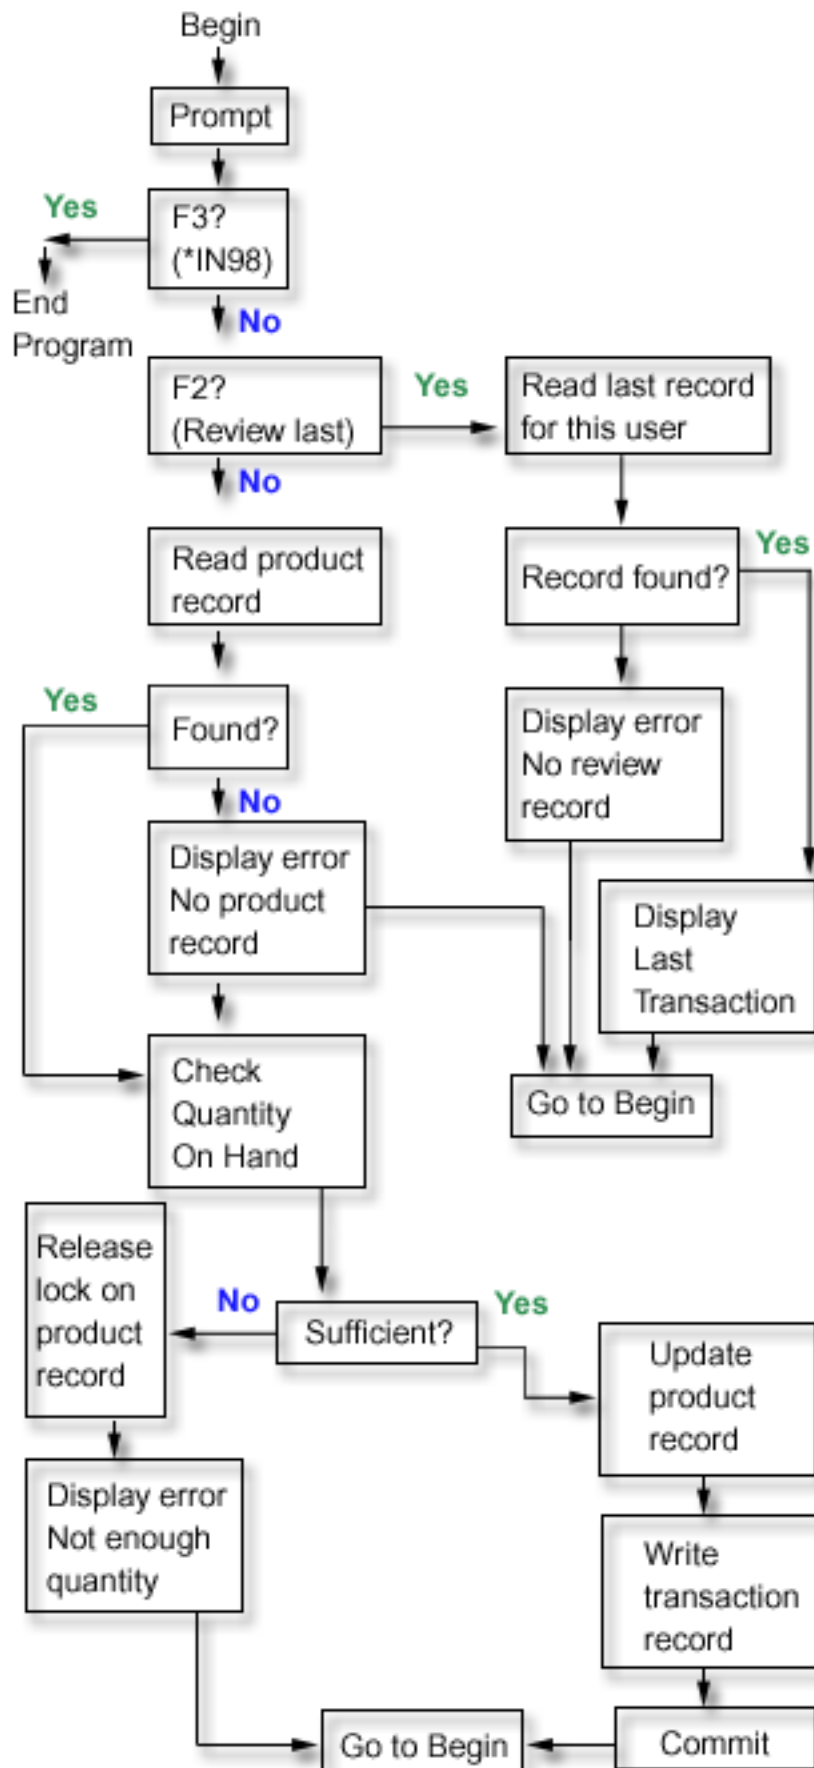 Begin
Prompt
Yes
F3?
(*IN98)
End
Program
No
F2?
(Review last)
Yes
Read last record
for this user
No
Read product
record
Record found?
Yes
Yes
Found?
No
Display error
No review
record
Display error
No product
record
Display
Last
Transaction
Check
Quantity
On Hand
Go to Begin
Release
lock on
product
record
No
Sufficient?
Yes
Update
product
record
Display error
Not enough
quantity
Write
transaction
record
Go to Begin
Commit